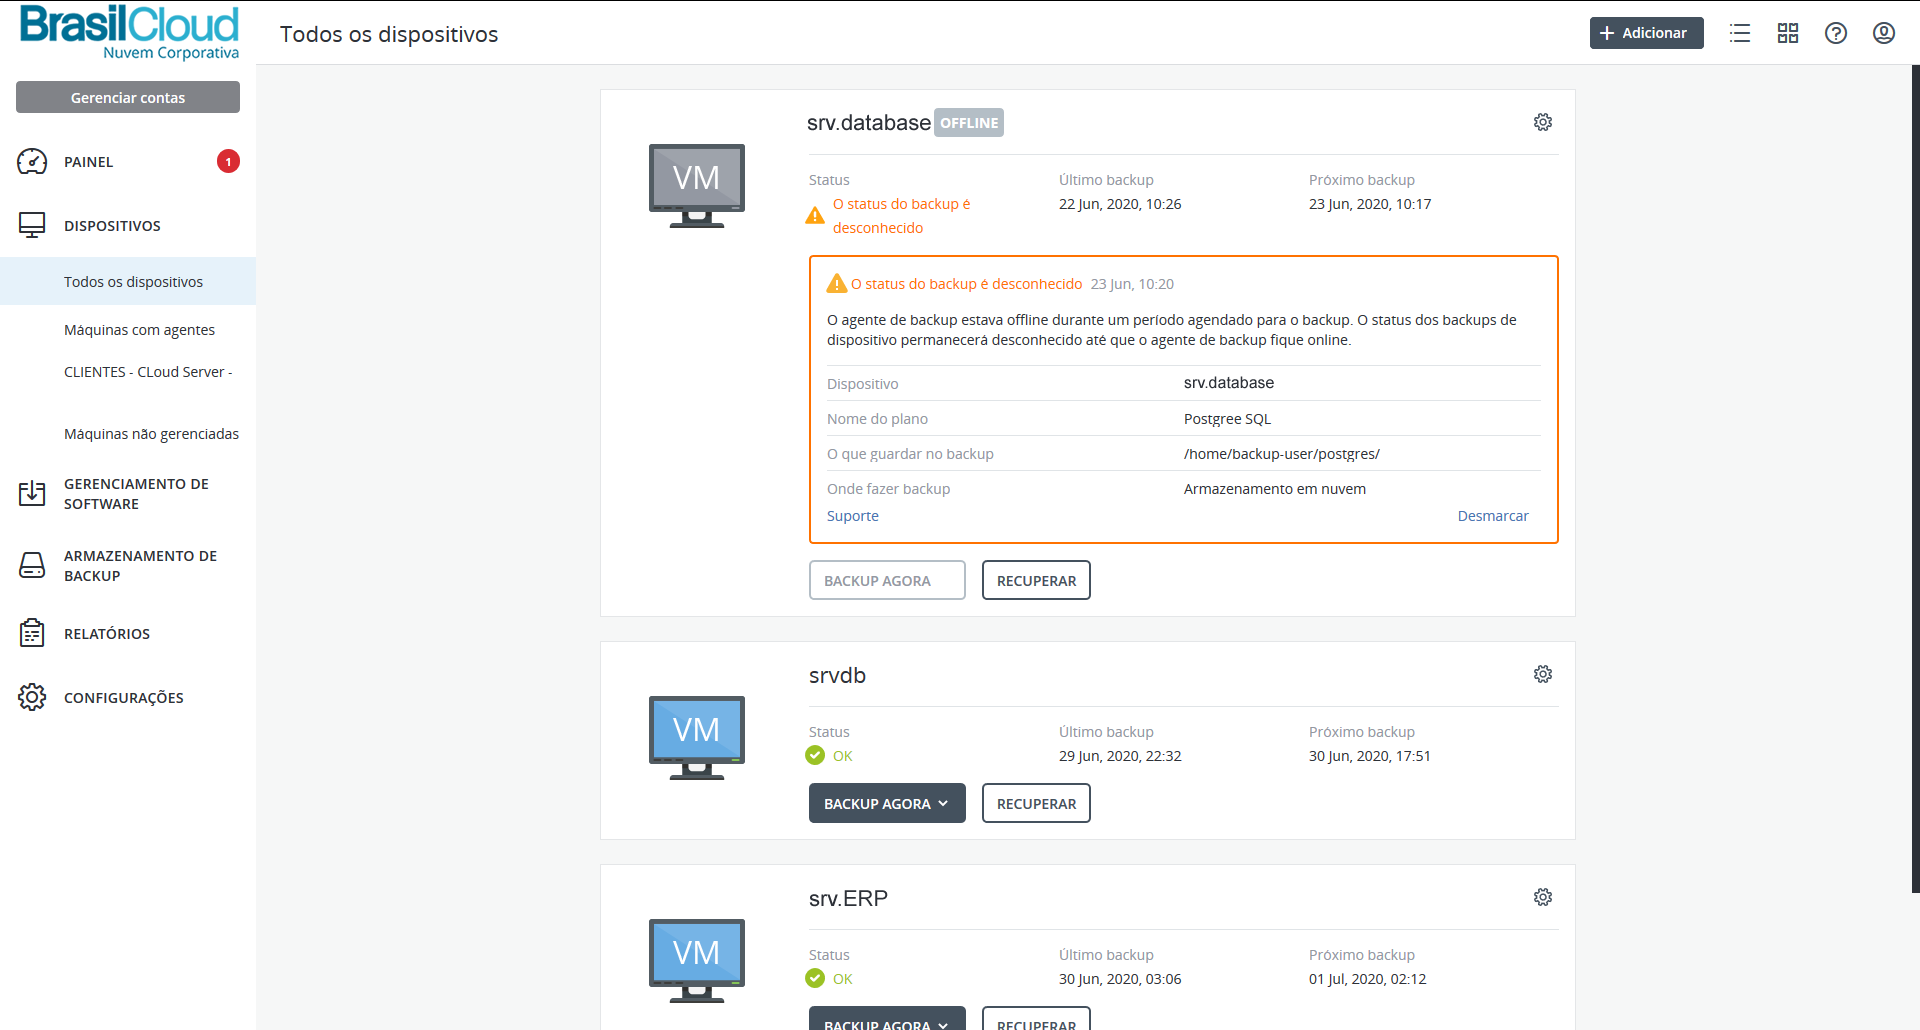 BrasilCloud
Nuvem Corporativa
Todos os dispositivos
Adicionar
Gerenciar contas
PAINEL
1
DISPOSITIVOS
Todos os dispositivos
Máquinas com agentes
CLIENTES - CLoud Server -
Máquinas não gerenciadas
GERENCIAMENTO DE
SOFTWARE
ARMAZENAMENTO DE
BACKUP
RELATÓRIOS
CONFIGURAÇÕES
VM
srv.database OFFLINE
Status Último backup Próximo backup
O status do backup é 22 Jun, 2020, 10:26 23 Jun, 2020, 10:17
desconhecido
O status do backup é desconhecido 23 Jun, 10:20
O agente de backup estava offline durante um período agendado para o backup. O status dos backups de
dispositivo permanecerá desconhecido até que o agente de backup fique online.
Dispositivo srv.database
Nome do plano Postgree SQL
O que guardar no backup /home/backup-user/postgres/
Onde fazer backup Armazenamento em nuvem
Suporte Desmarcar
BACKUP AGORA RECUPERAR
VM
srvdb
Status Último backup Próximo backup
OK 29 Jun, 2020, 22:32 30 Jun, 2020, 17:51
BACKUP AGORA RECUPERAR
VM
srv.ERP
Status Último backup Próximo backup
OK 30 Jun, 2020, 03:06 01 Jul, 2020, 02:12
BACKUP AGORA RECUPERAR